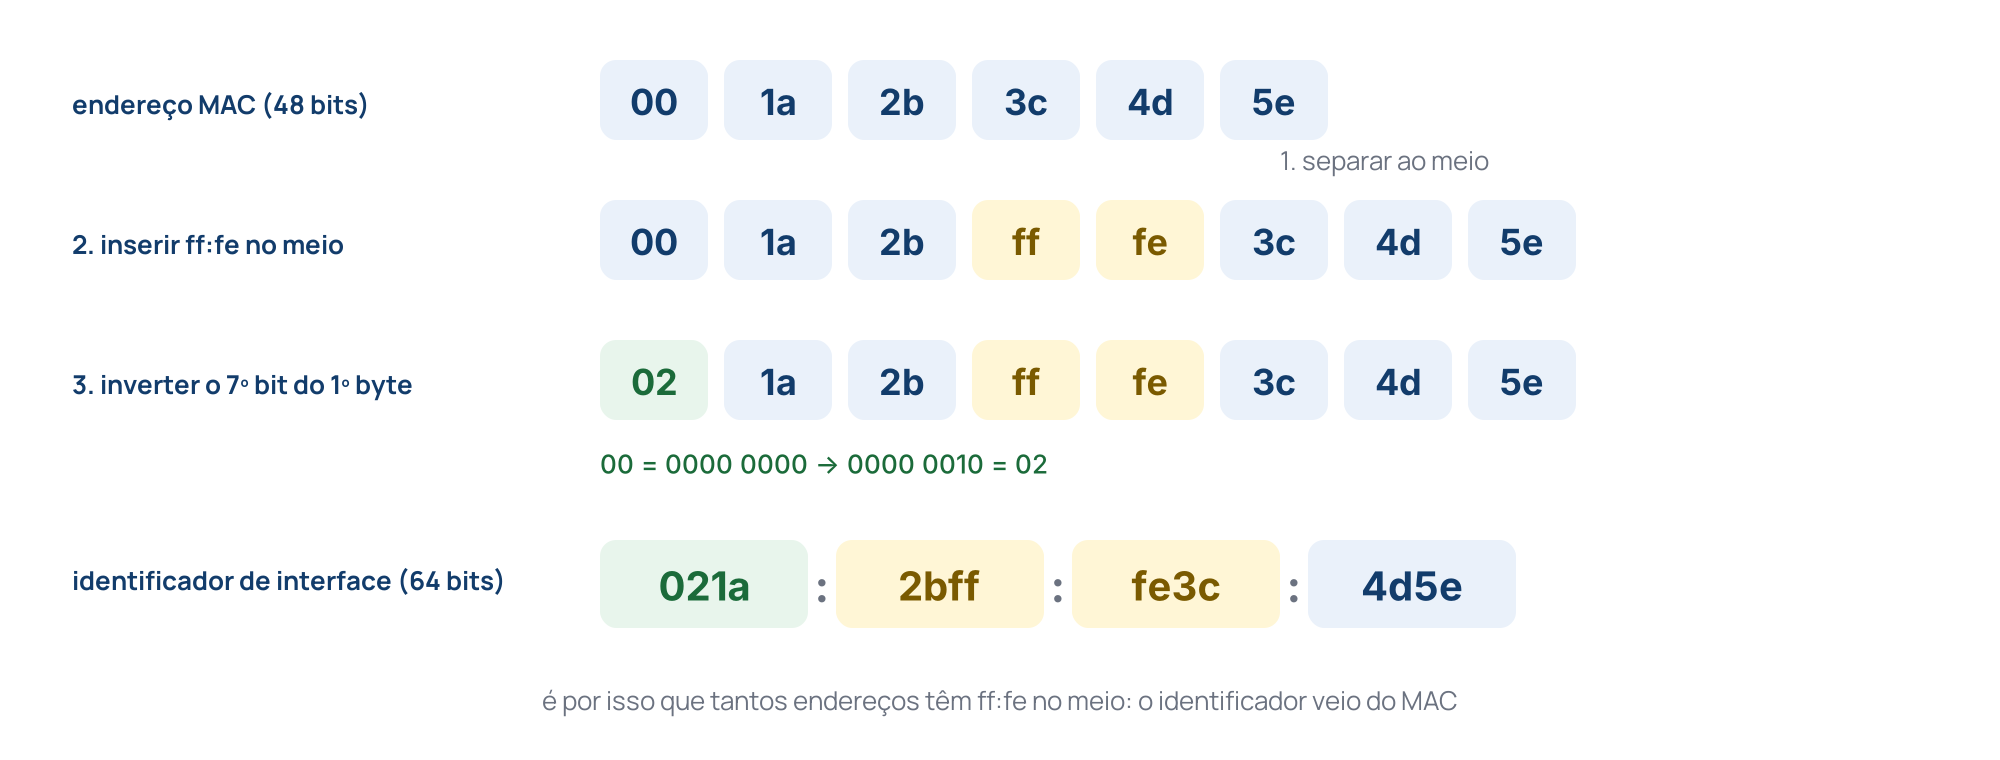 endereço MAC (48 bits) 00 1a 2b 3c 4d 5e
1. separar ao meio
2. inserir ff:fe no meio 00 1a 2b ff fe 3c 4d 5e
3. inverter o 7º bit do 1º byte 02 1a 2b ff fe 3c 4d 5e
00 = 0000 0000 → 0000 0010 = 02
identificador de interface (64 bits) 021a : 2bff : fe3c : 4d5e
é por isso que tantos endereços têm ff:fe no meio: o identificador veio do MAC